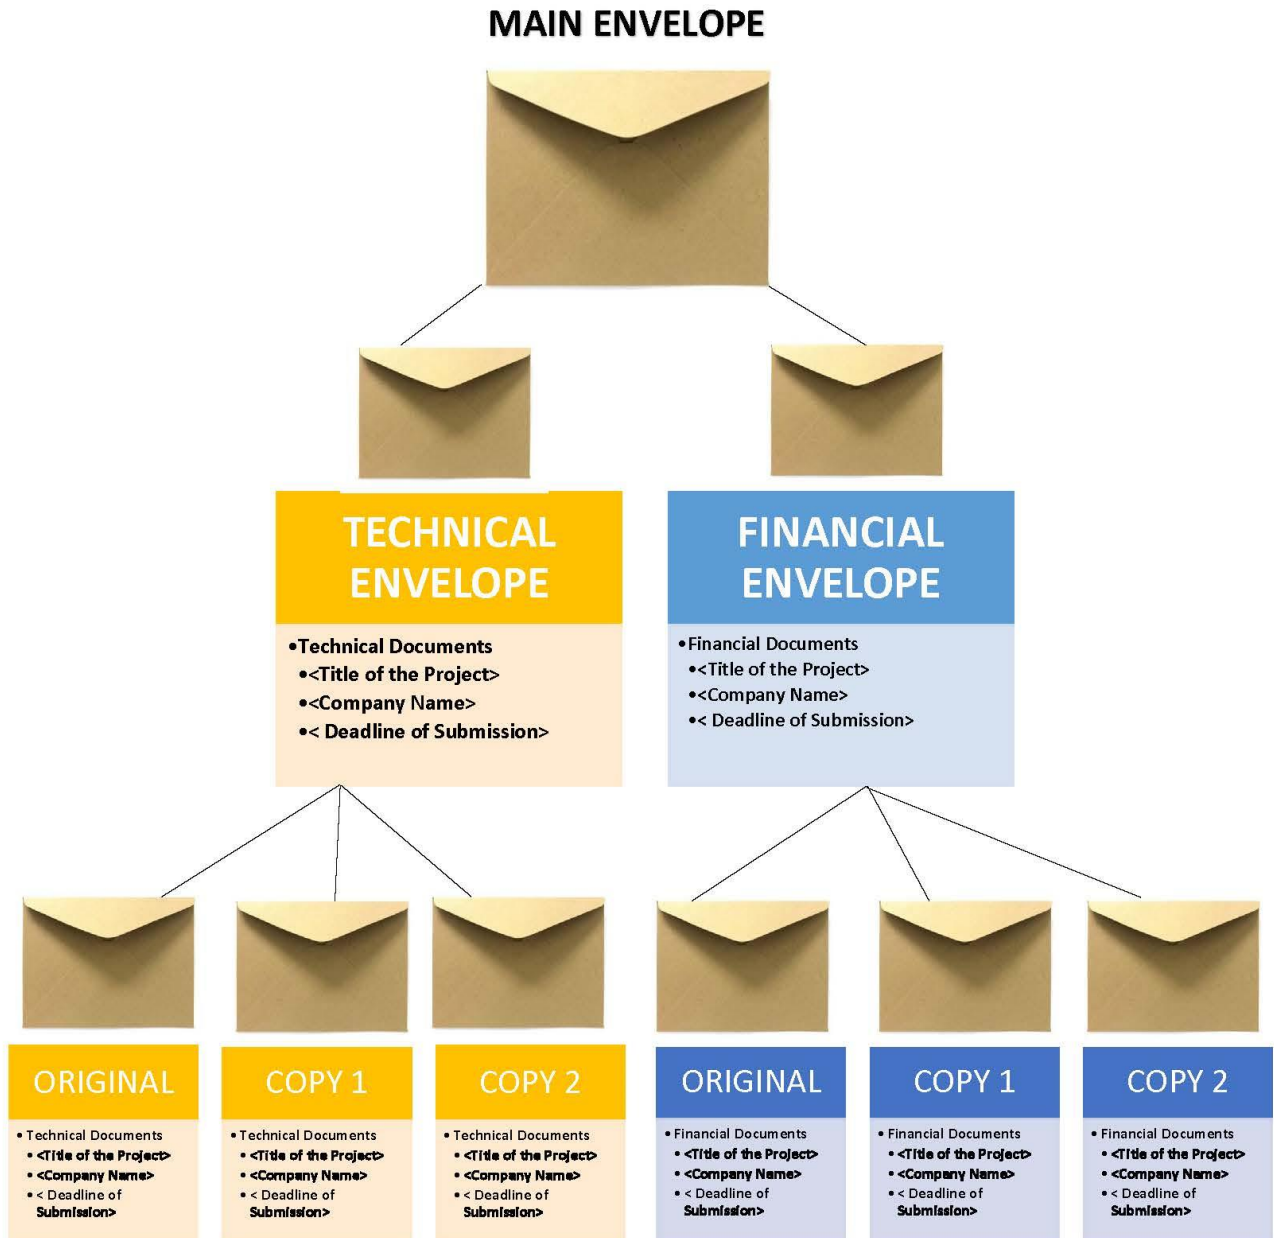 MAIN ENVELOPE
TECHNICAL
ENVELOPE
•Technical Documents
•<Title of the Project>
•<Company Name>
•< Deadline of Submission>
FINANCIAL
ENVELOPE
•Financial Documents
•<Title of the Project>
•<Company Name>
•< Deadline of Submission>
ORIGINAL
• Technical Documents
• <Title of the Project>
• <Company Name>
• < Deadline of
Submission>
COPY 1
• Technical Documents
• <Title of the Project>
• <Company Name>
• < Deadline of
Submission>
COPY 2
• Technical Documents
• <Title of the Project>
• <Company Name>
• < Deadline of
Submission>
ORIGINAL
• Financial Documents
• <Title of the Project>
• <Company Name>
• < Deadline of
Submission>
COPY 1
• Financial Documents
• <Title of the Project>
• <Company Name>
• < Deadline of
Submission>
COPY 2
• Financial Documents
• <Title of the Project>
• <Company Name>
• < Deadline of
Submission>